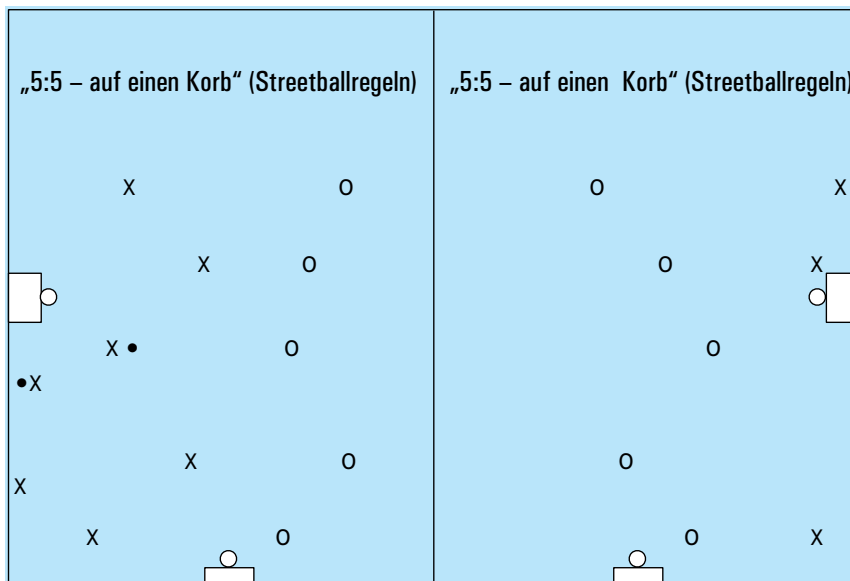 „5:5 – auf einen Korb“ (Streetballregeln)
„5:5 – auf einen Korb“ (Streetballregeln)
X O O X
X O O X
X O O
X
X O O
X
X O O X